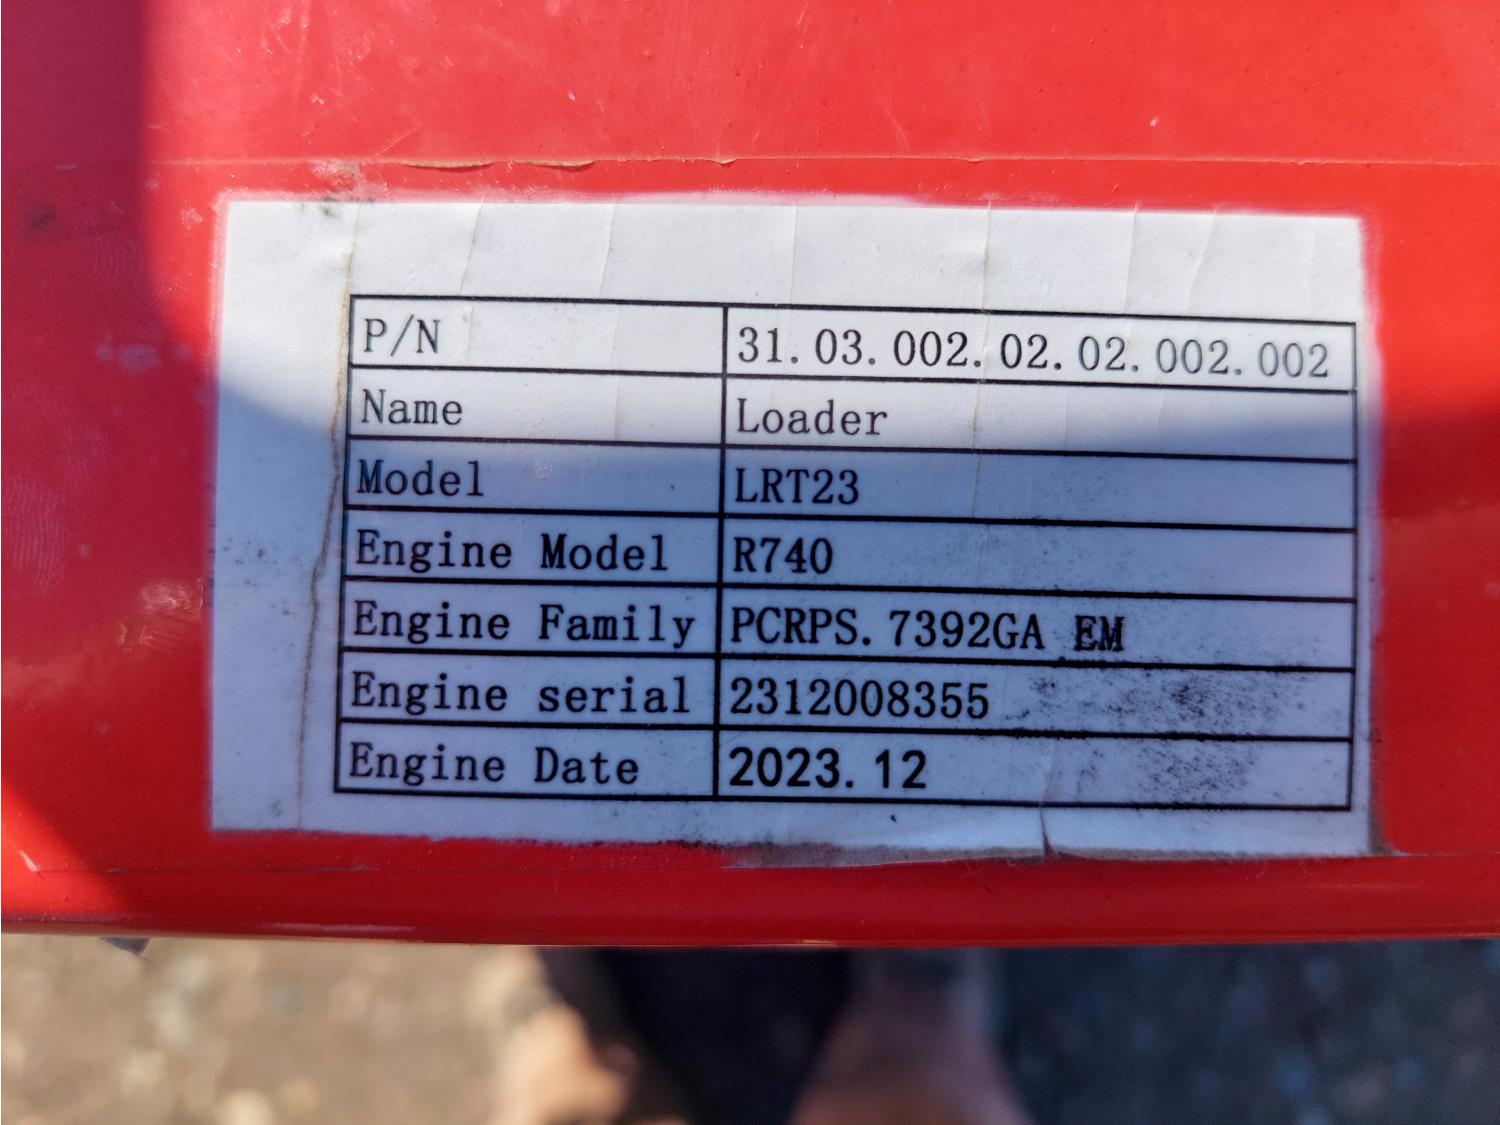 P/N 31.03.002.02.02.002.002
Name Loader
Model LRT23
Engine Model R740
Engine Family PCRPS.7392GA EM
Engine serial 2312008355
Engine Date 2023.12